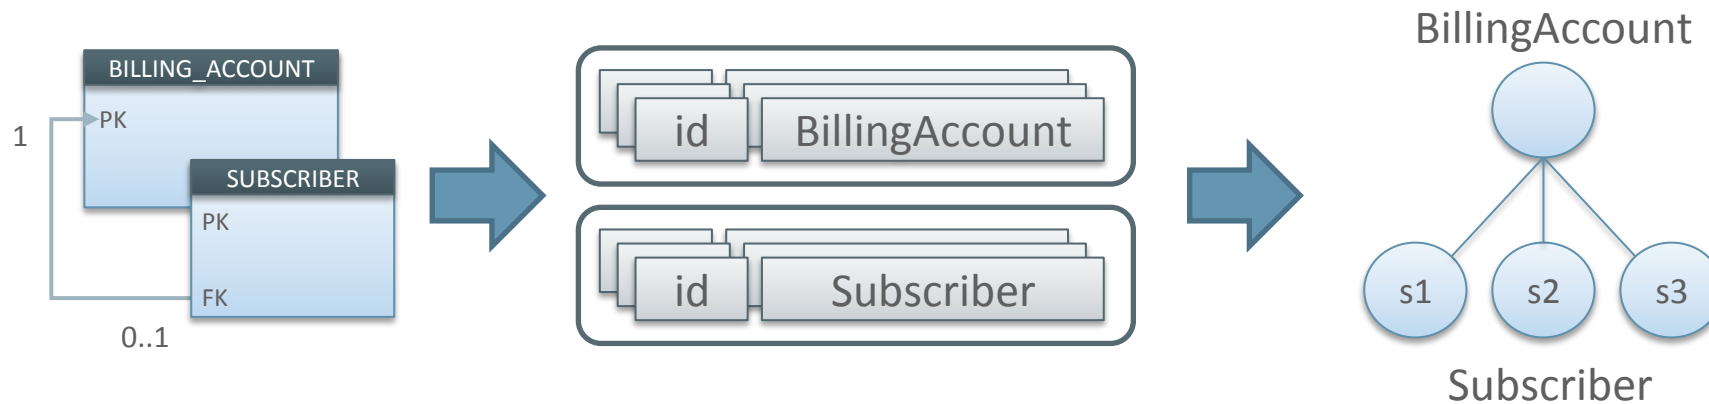 BILLING_ACCOUNT
PK
1
SUBSCRIBER
PK
FK
0..1
id BillingAccount
id Subscriber
BillingAccount
s1 s2 s3
Subscriber